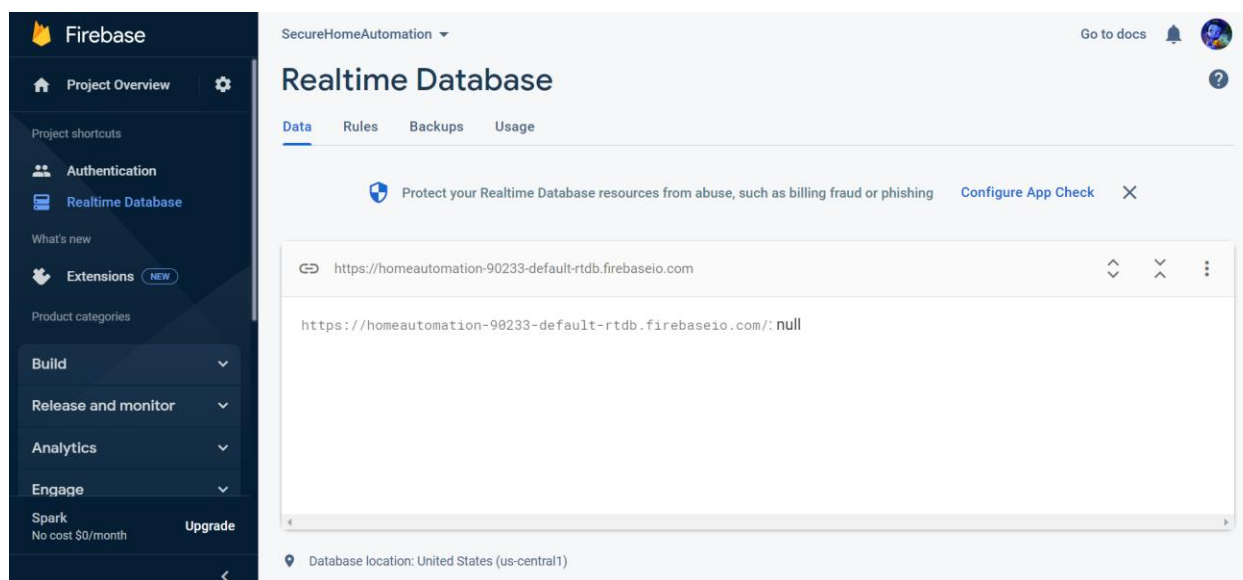 Firebase
Project Overview
Project shortcuts
Authentication
Realtime Database
What's new
Extensions NEW
Product categories
Build
Release and monitor
Analytics
Engage
Spark
No cost $0/month
Upgrade
SecureHomeAutomation
Go to docs
Realtime Database
Data Rules Backups Usage
Protect your Realtime Database resources from abuse, such as billing fraud or phishing Configure App Check
https://homeautomation-90233-default-rtdb.firebaseio.com
https://homeautomation-90233-default-rtdb.firebaseio.com/: null
Database location: United States (us-central1)